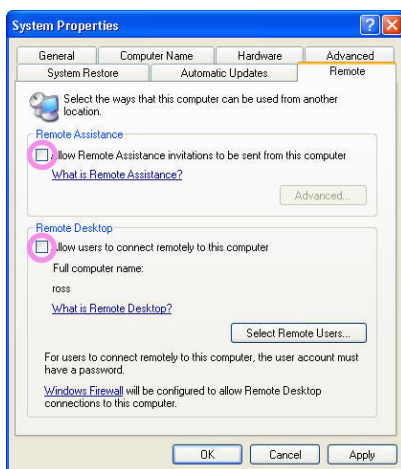 System Properties
General Computer Name Hardware Advanced
System Restore Automatic Updates Remote
Select the ways that this computer can be used from another
location.
Remote Assistance
Allow Remote Assistance invitations to be sent from this computer
What is Remote Assistance?
Advanced...
Remote Desktop
Allow users to connect remotely to this computer
Full computer name:
ross
What is Remote Desktop?
Select Remote Users...
For users to connect remotely to this computer, the user account must
have a password.
Windows Firewall will be configured to allow Remote Desktop
connections to this computer.
OK Cancel Apply